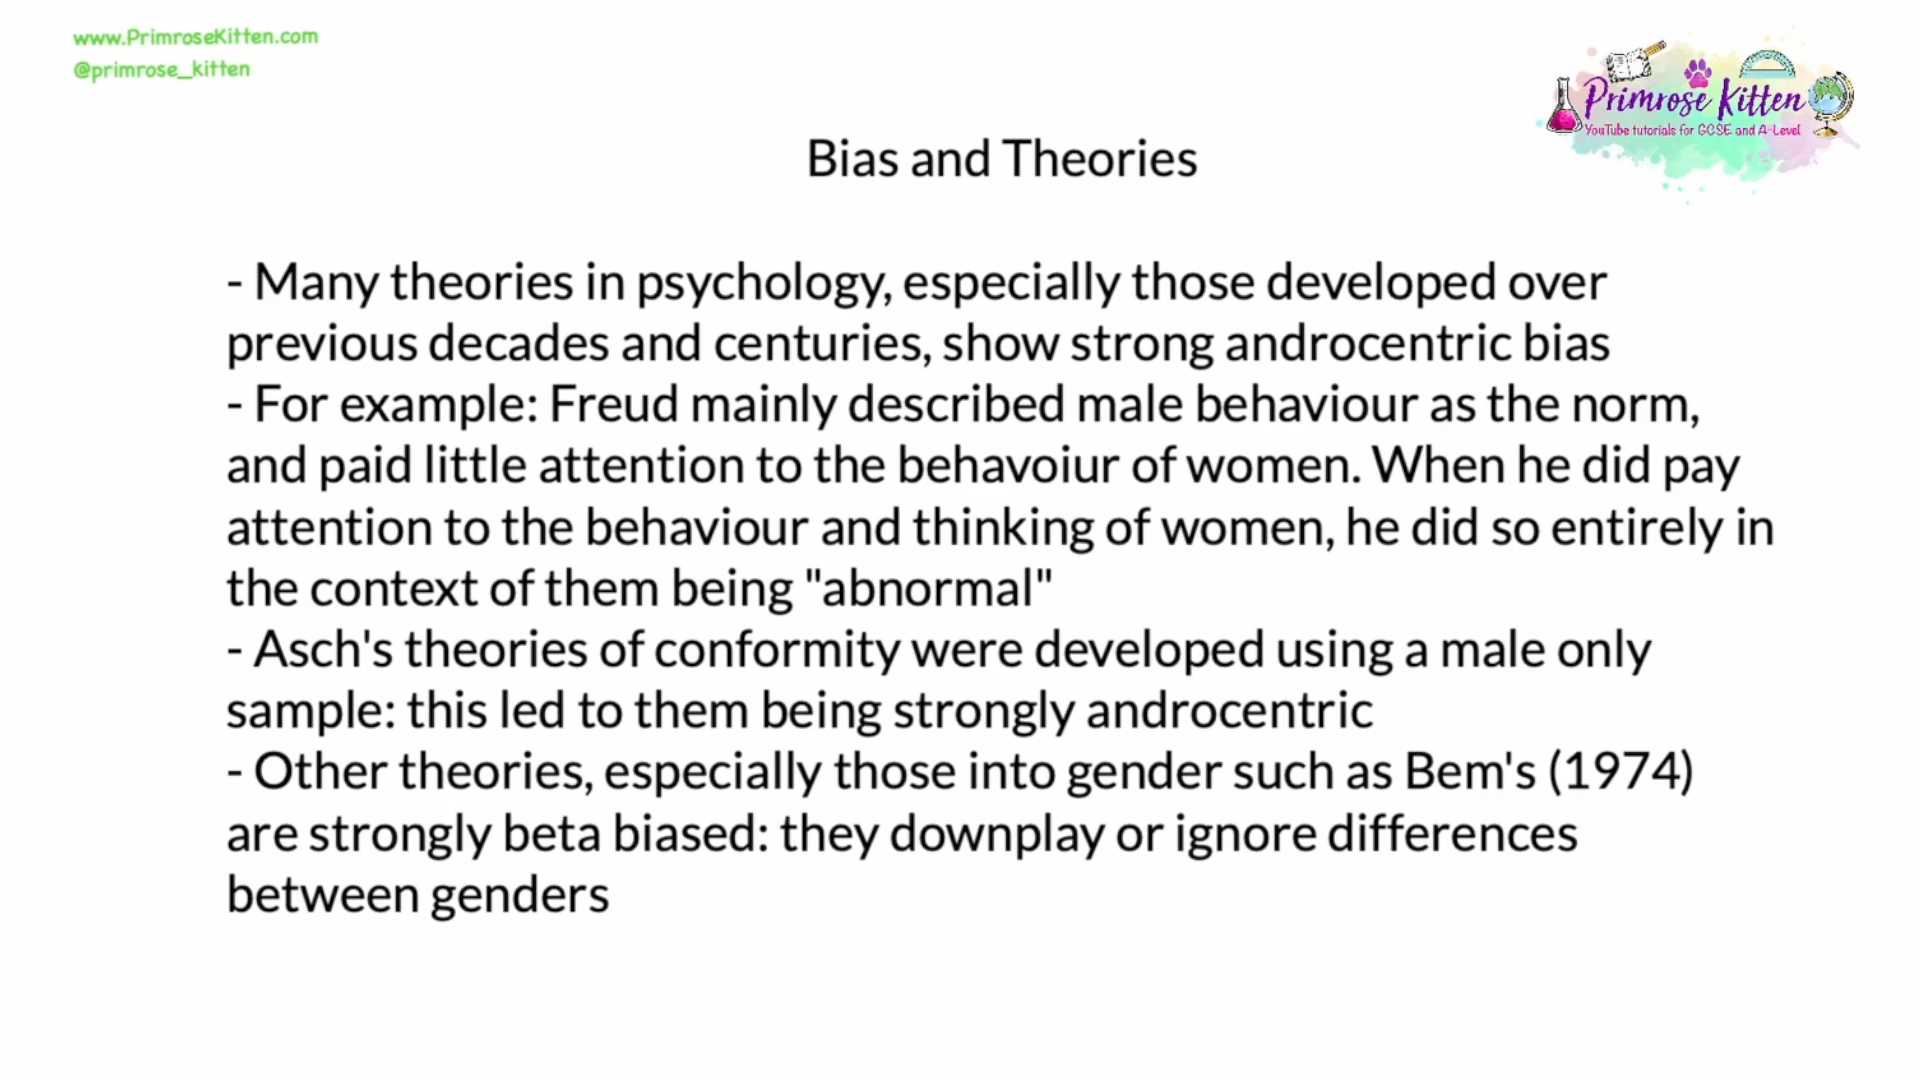 www.PrimroseKitten.com
@primrose_kitten
Primrose Kitten
YouTube tutorials for GCSE and A-Level
Bias and Theories
- Many theories in psychology, especially those developed over
previous decades and centuries, show strong androcentric bias
- For example: Freud mainly described male behaviour as the norm,
and paid little attention to the behavoiur of women. When he did pay
attention to the behaviour and thinking of women, he did so entirely in
the context of them being "abnormal"
- Asch's theories of conformity were developed using a male only
sample: this led to them being strongly androcentric
- Other theories, especially those into gender such as Bem's (1974)
are strongly beta biased: they downplay or ignore differences
between genders